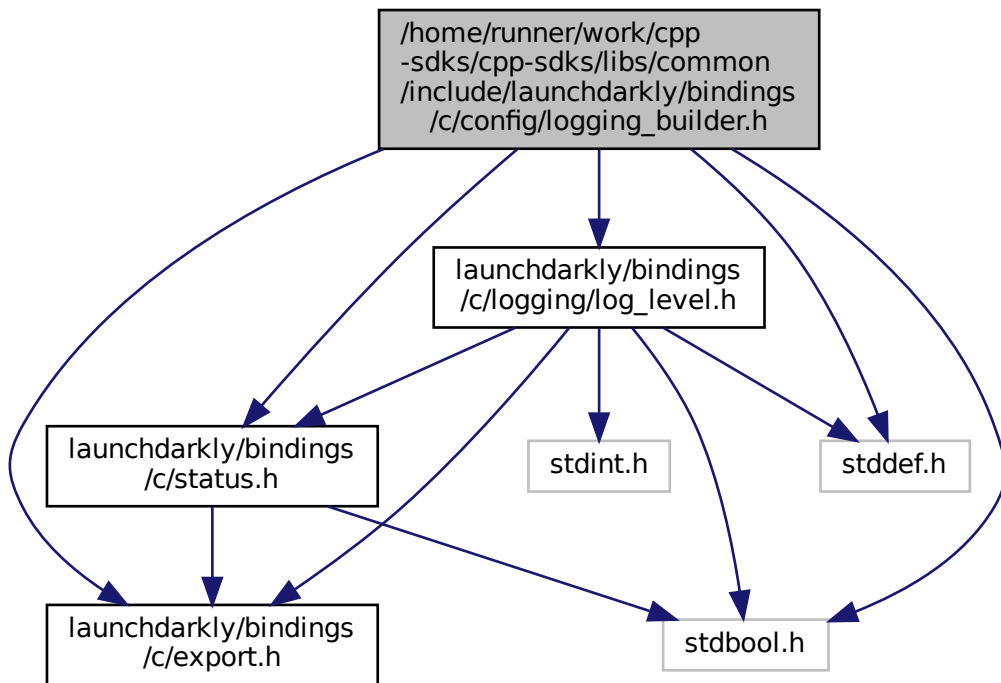 /home/runner/work/cpp
-sdks/cpp-sdks/libs/common
/include/launchdarkly/bindings
/c/config/logging_builder.h
launchdarkly/bindings
/c/logging/log_level.h
launchdarkly/bindings
/c/status.h
stdint.h
stddef.h
launchdarkly/bindings
/c/export.h
stdbool.h